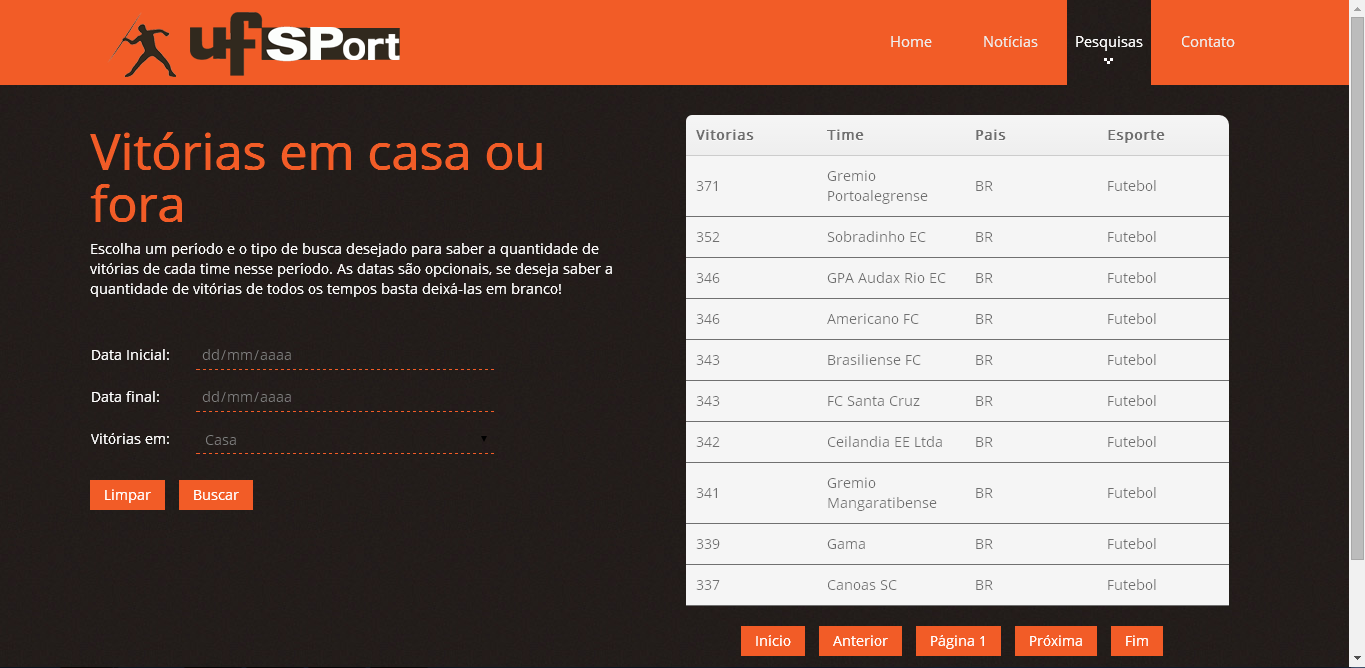 ufSPort
Home
Notícias
Pesquisas
Contato
Vitórias em casa ou
fora
Escolha um período e o tipo de busca desejado para saber a quantidade de
vitórias de cada time nesse período. As datas são opcionais, se deseja saber a
quantidade de vitórias de todos os tempos basta deixá-las em branco!
Data Inicial: dd/mm/aaaa
Data final: dd/mm/aaaa
Vitórias em: Casa
Limpar Buscar
Vitorias Time Pais Esporte
371 Gremio Portoalegrense BR Futebol
352 Sobradinho EC BR Futebol
346 GPA Audax Rio EC BR Futebol
346 Americano FC BR Futebol
343 Brasiliense FC BR Futebol
343 FC Santa Cruz BR Futebol
342 Ceilandia EE Ltda BR Futebol
341 Gremio Mangaratibense BR Futebol
339 Gama BR Futebol
337 Canoas SC BR Futebol
Início Anterior Página 1 Próxima Fim